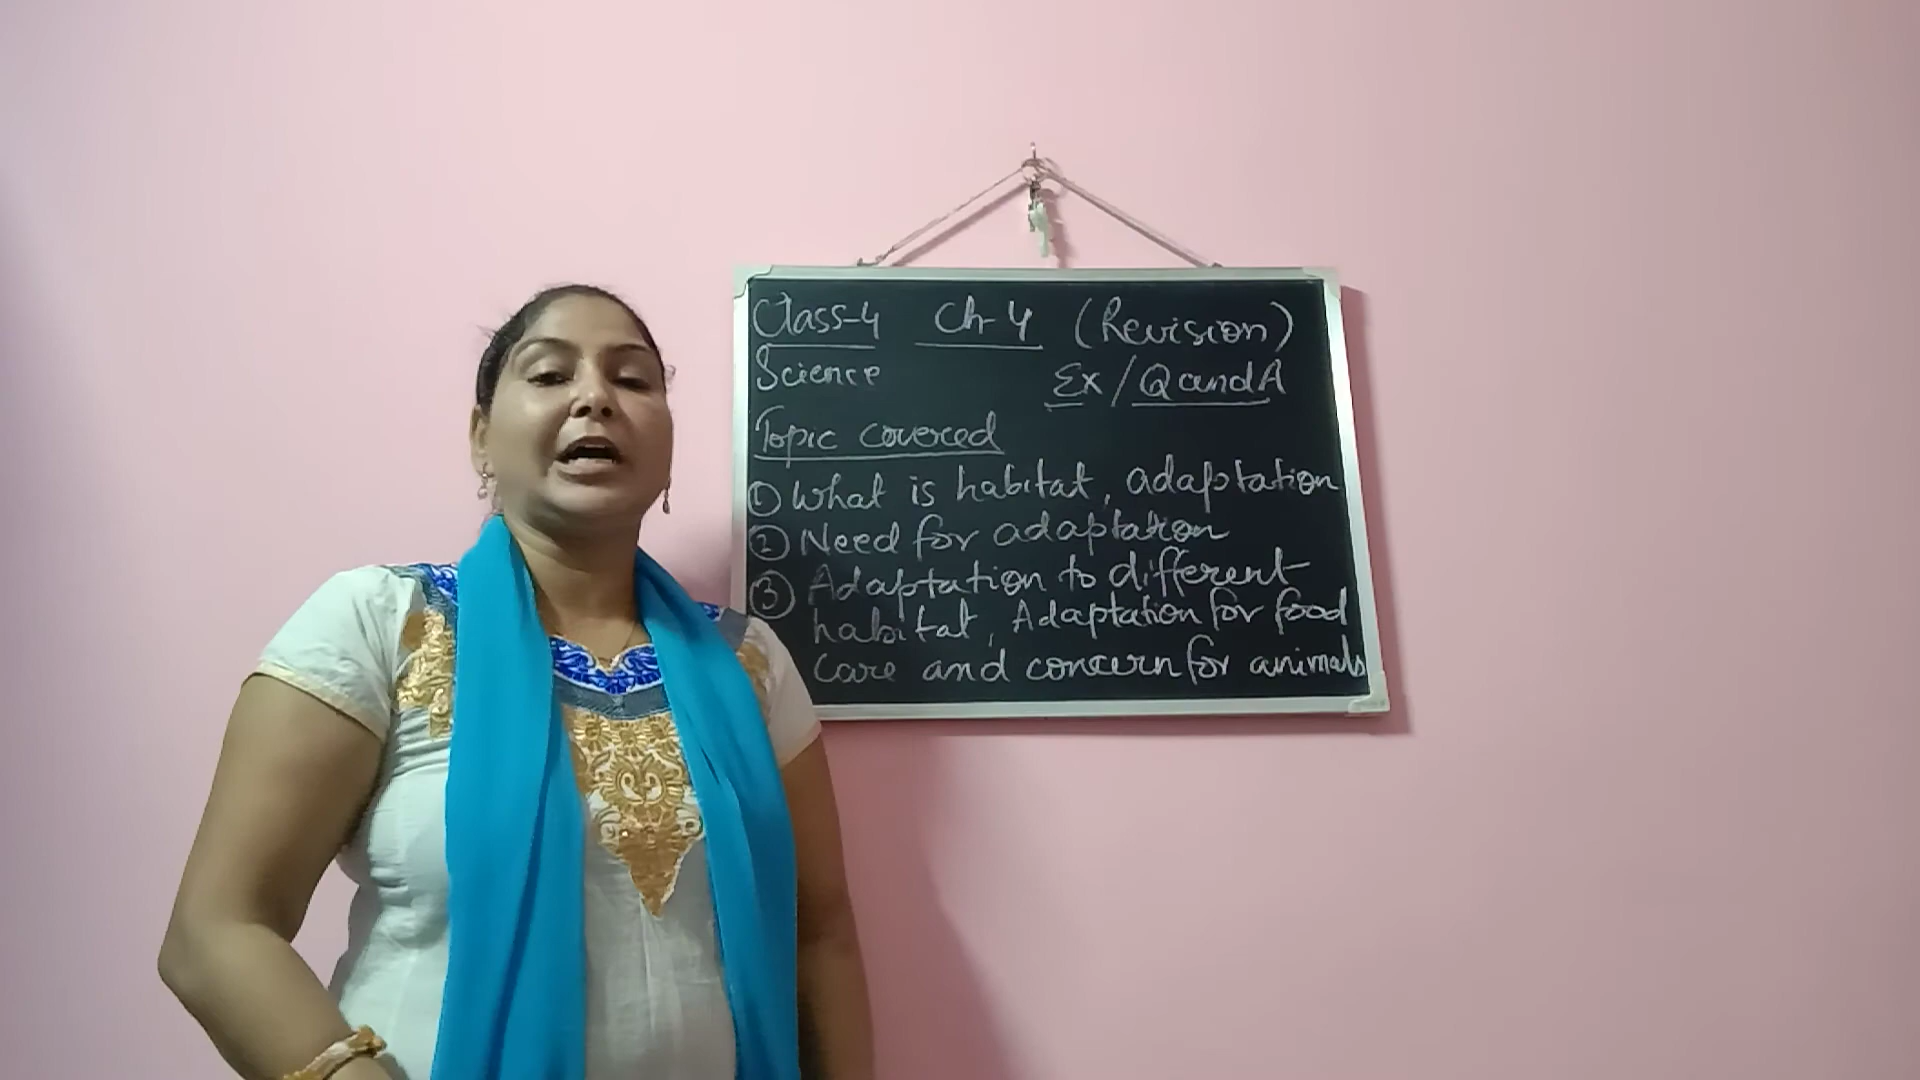 Class-4 Ch-4 (Revision)
Science Ex/Q and A
Topic covered
① What is habitat, adaptation
② Need for adaptation
③ Adaptation to different
habitat, Adaptation for food
care and concern for animals